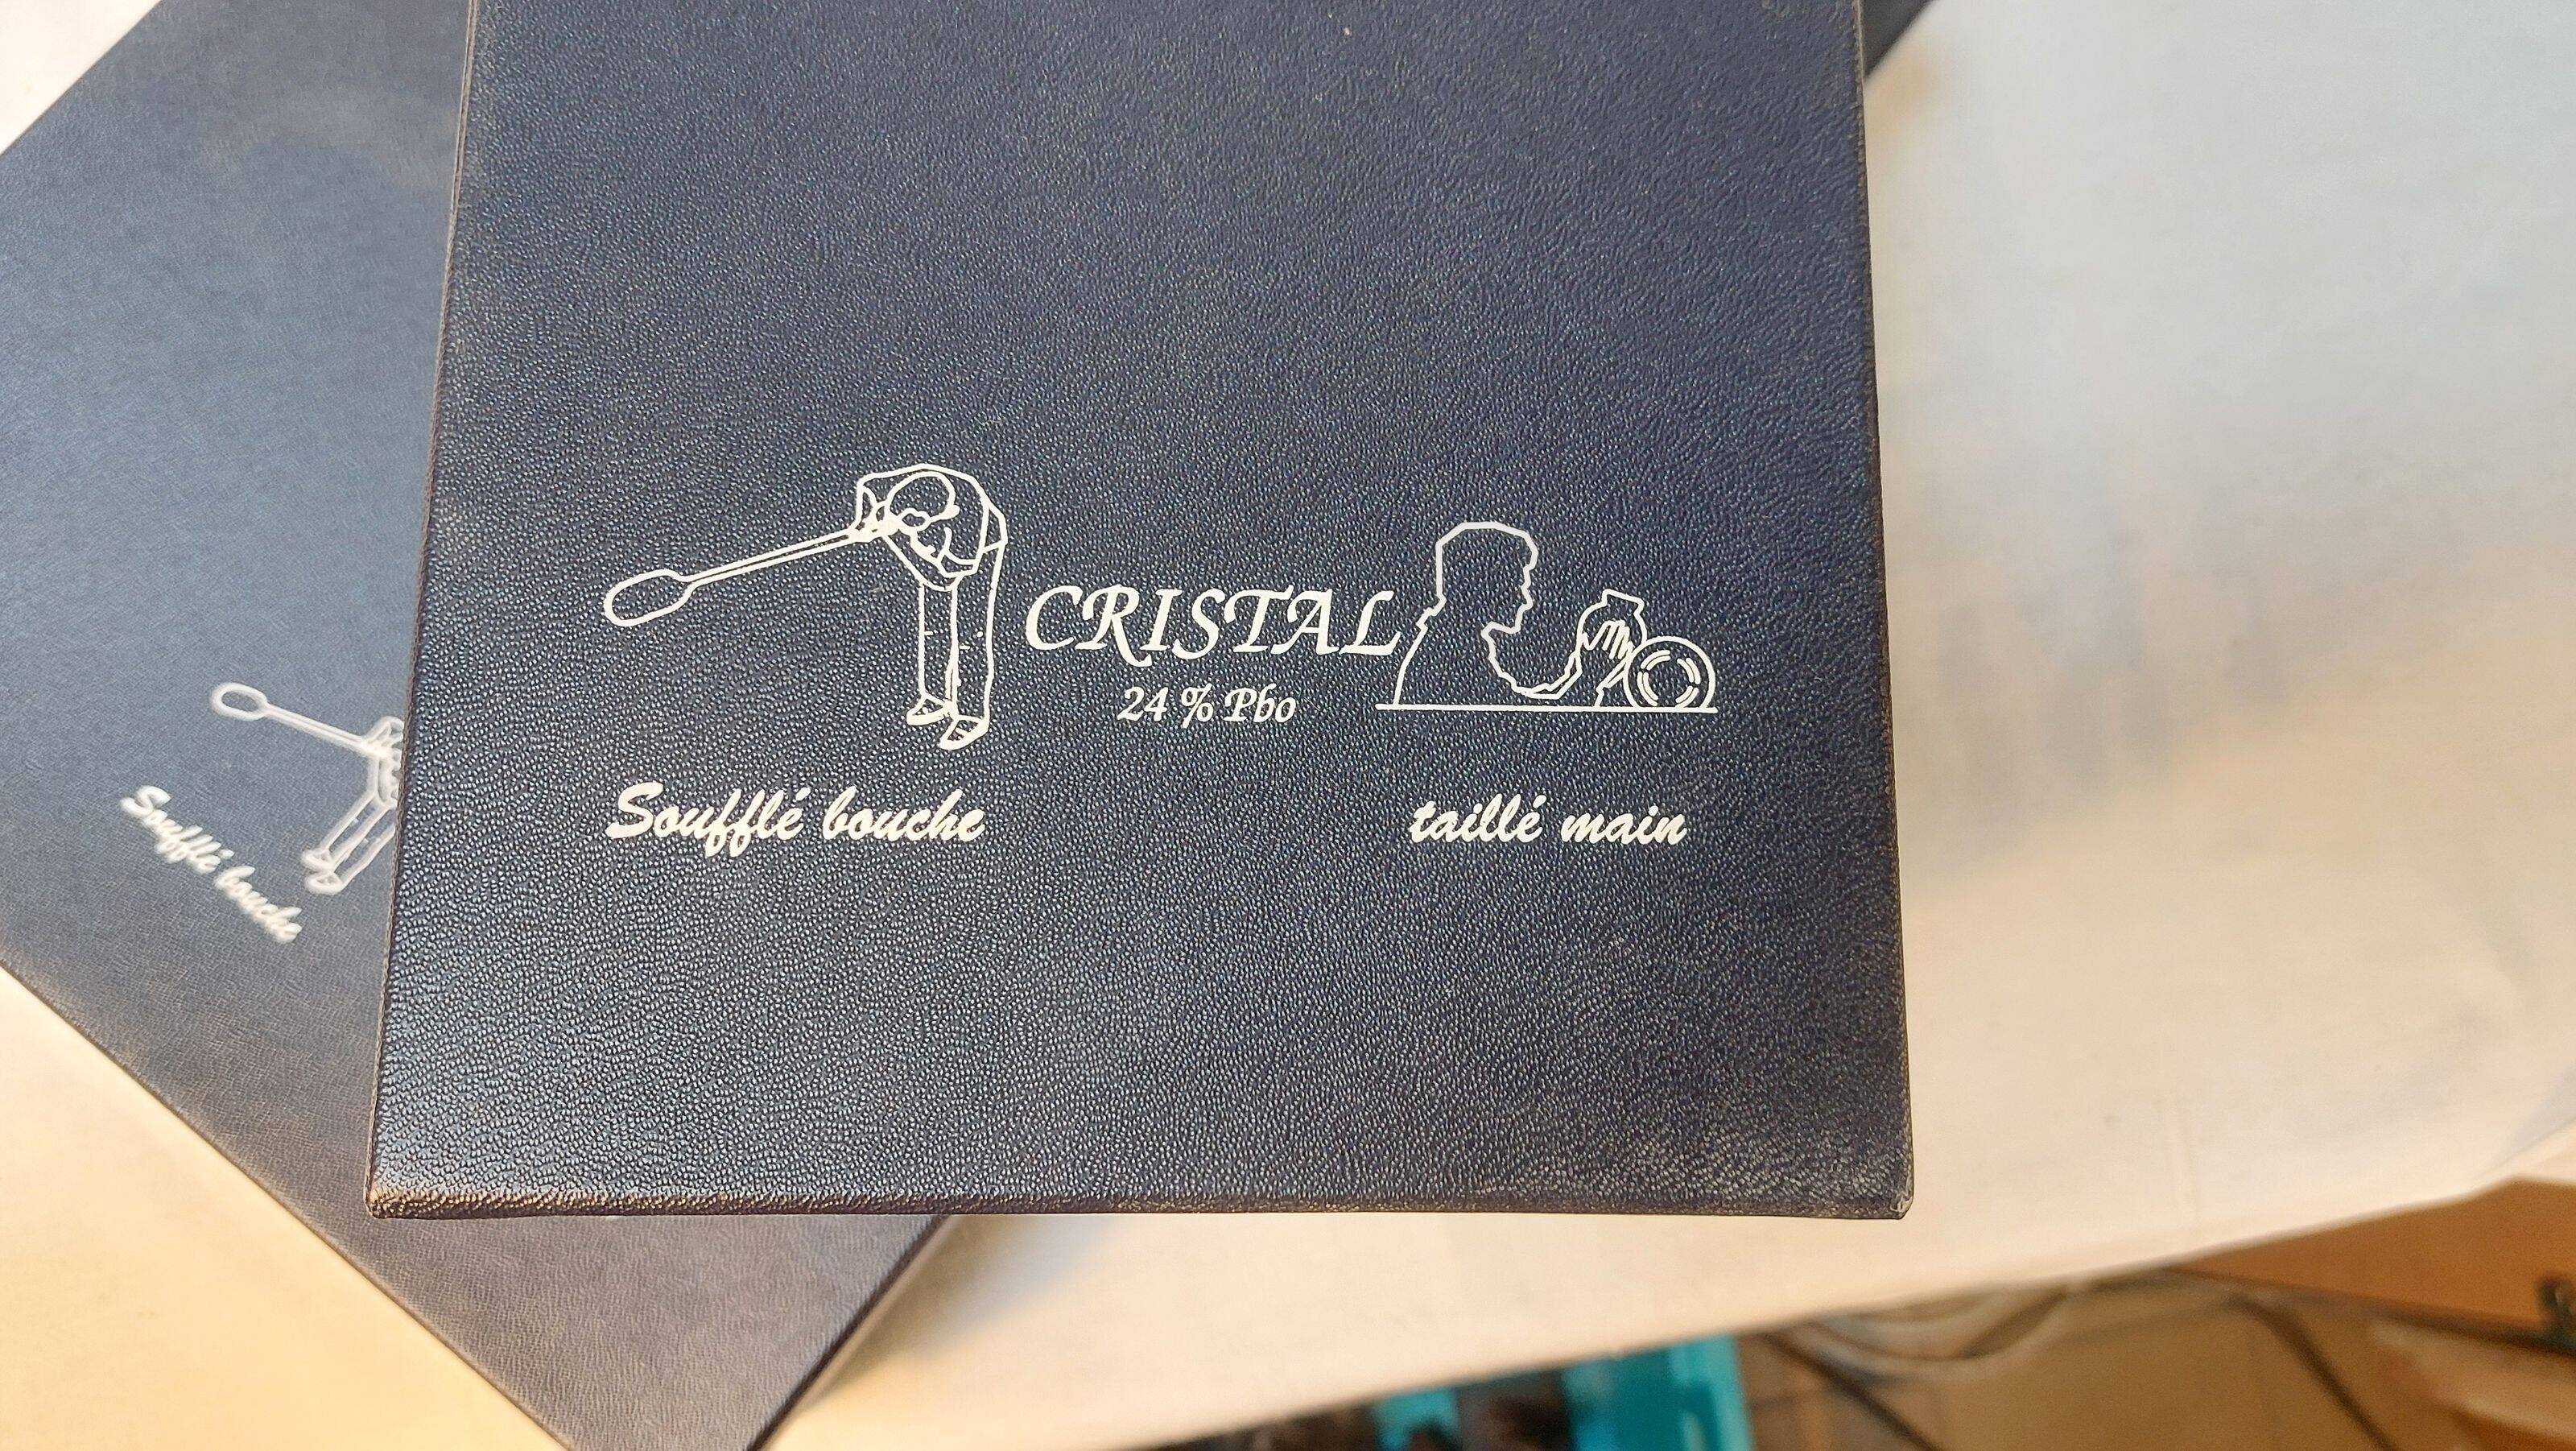 CRISTAL
24 % Pbo
Soufflé bouche
taillé main
Soufflé bouche